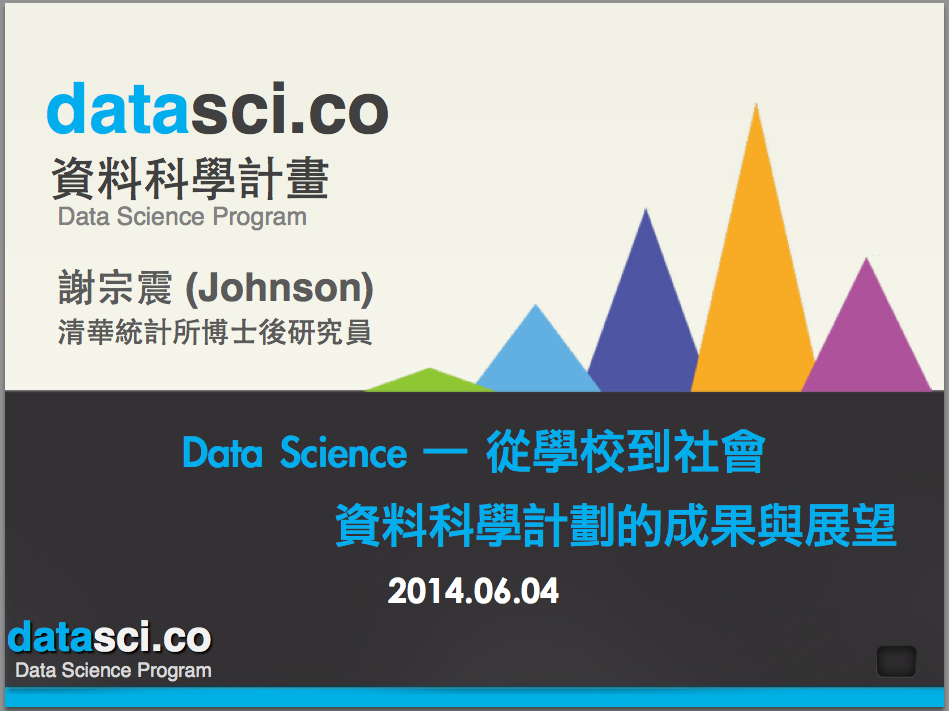 datasci.co
資料科學計畫
Data Science Program
謝宗震 (Johnson)
清華統計所博士後研究員
Data Science — 從學校到社會
資料科學計劃的成果與展望
2014.06.04
datasci.co
Data Science Program